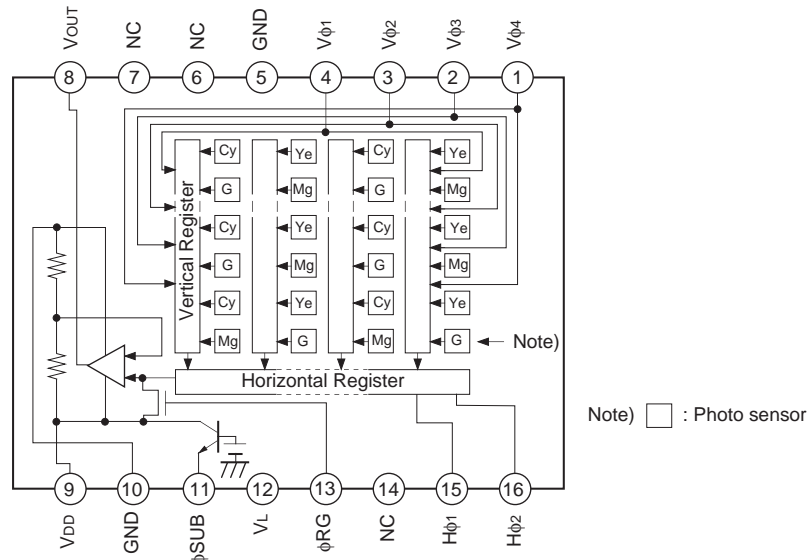 VOUT NC NC GND Vϕ1 Vϕ2 Vϕ3 Vϕ4
8 7 6 5 4 3 2 1
Cy Ye Cy Ye
G Mg G Mg
Cy Ye Cy Ye
G Mg G Mg
Cy Ye Cy Ye
Mg G Mg G
Vertical Register
Note)
Horizontal Register
Note) : Photo sensor
9 10 11 12 13 14 15 16
VDD GND ϕSUB VL ϕRG NC Hϕ1 Hϕ2